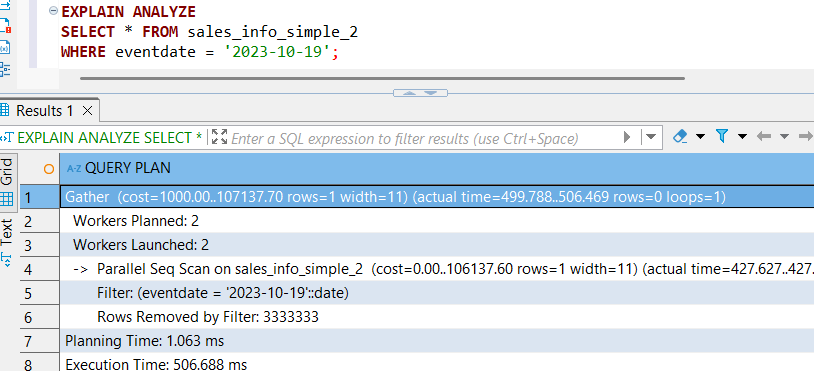 EXPLAIN ANALYZE
SELECT * FROM sales_info_simple_2
WHERE eventdate = '2023-10-19';
Results 1
EXPLAIN ANALYZE SELECT * Enter a SQL expression to filter results (use Ctrl+Space)
Grid
Text
A-Z QUERY PLAN
1 Gather (cost=1000.00..107137.70 rows=1 width=11) (actual time=499.788..506.469 rows=0 loops=1)
2 Workers Planned: 2
3 Workers Launched: 2
4 -> Parallel Seq Scan on sales_info_simple_2 (cost=0.00..106137.60 rows=1 width=11) (actual time=427.627..427.
5 Filter: (eventdate = '2023-10-19'::date)
6 Rows Removed by Filter: 3333333
7 Planning Time: 1.063 ms
8 Execution Time: 506.688 ms